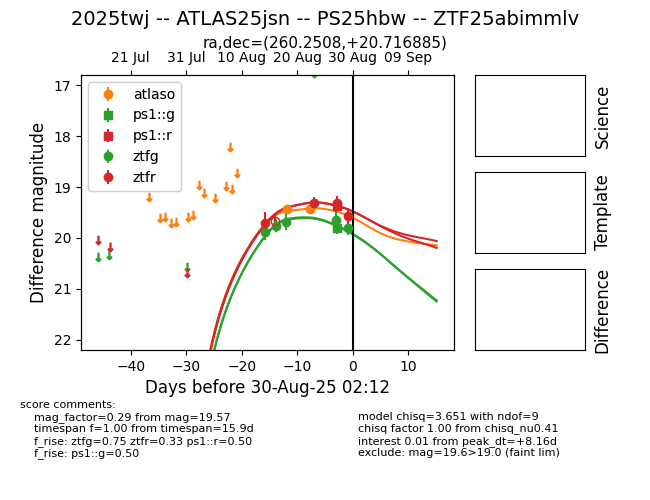 2025twj -- ATLAS25jsn -- PS25hbw -- ZTF25abimmlv
ra,dec=(260.2508,+20.716885)
21 Jul 31 Jul 10 Aug 20 Aug 30 Aug 09 Sep
17
18
19
20
21
22
Difference magnitude
atlaso
ps1::g
ps1::r
ztfg
ztfr
−40 −30 −20 −10 0 10
Days before 30-Aug-25 02:12
Science
Template
Difference
score comments:
mag_factor=0.29 from mag=19.57
timespan f=1.00 from timespan=15.9d
f_rise: ztfg=0.75 ztfr=0.33 ps1::r=0.50
f_rise: ps1::g=0.50
model chisq=3.651 with ndof=9
chisq factor 1.00 from chisq_nu0.41
interest 0.01 from peak_dt=+8.16d
exclude: mag=19.6>19.0 (faint lim)